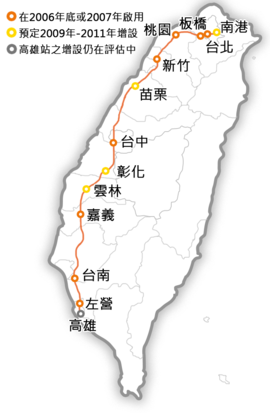 在2006年底或2007年啟用
預定2009年-2011年增設
高雄站之增設仍在評估中
南港
板橋
台北
桃園
新竹
苗栗
台中
彰化
雲林
嘉義
台南
左營
高雄